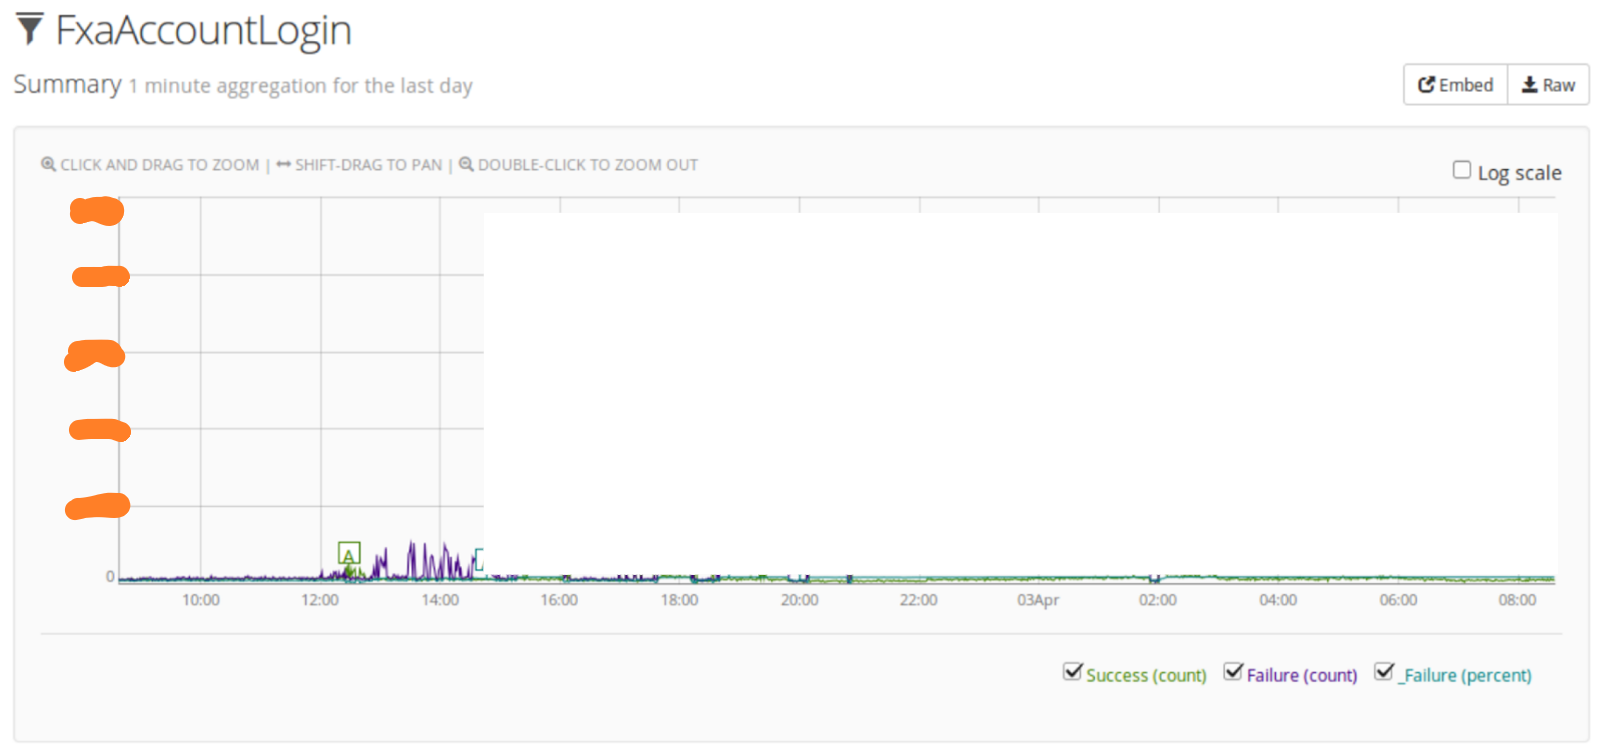 FxaAccountLogin
Summary 1 minute aggregation for the last day
Embed
Raw
CLICK AND DRAG TO ZOOM | SHIFT-DRAG TO PAN | DOUBLE-CLICK TO ZOOM OUT
Log scale
A
0
10:00 12:00 14:00 16:00 18:00 20:00 22:00 03Apr 02:00 04:00 06:00 08:00
Success (count) Failure (count) _Failure (percent)